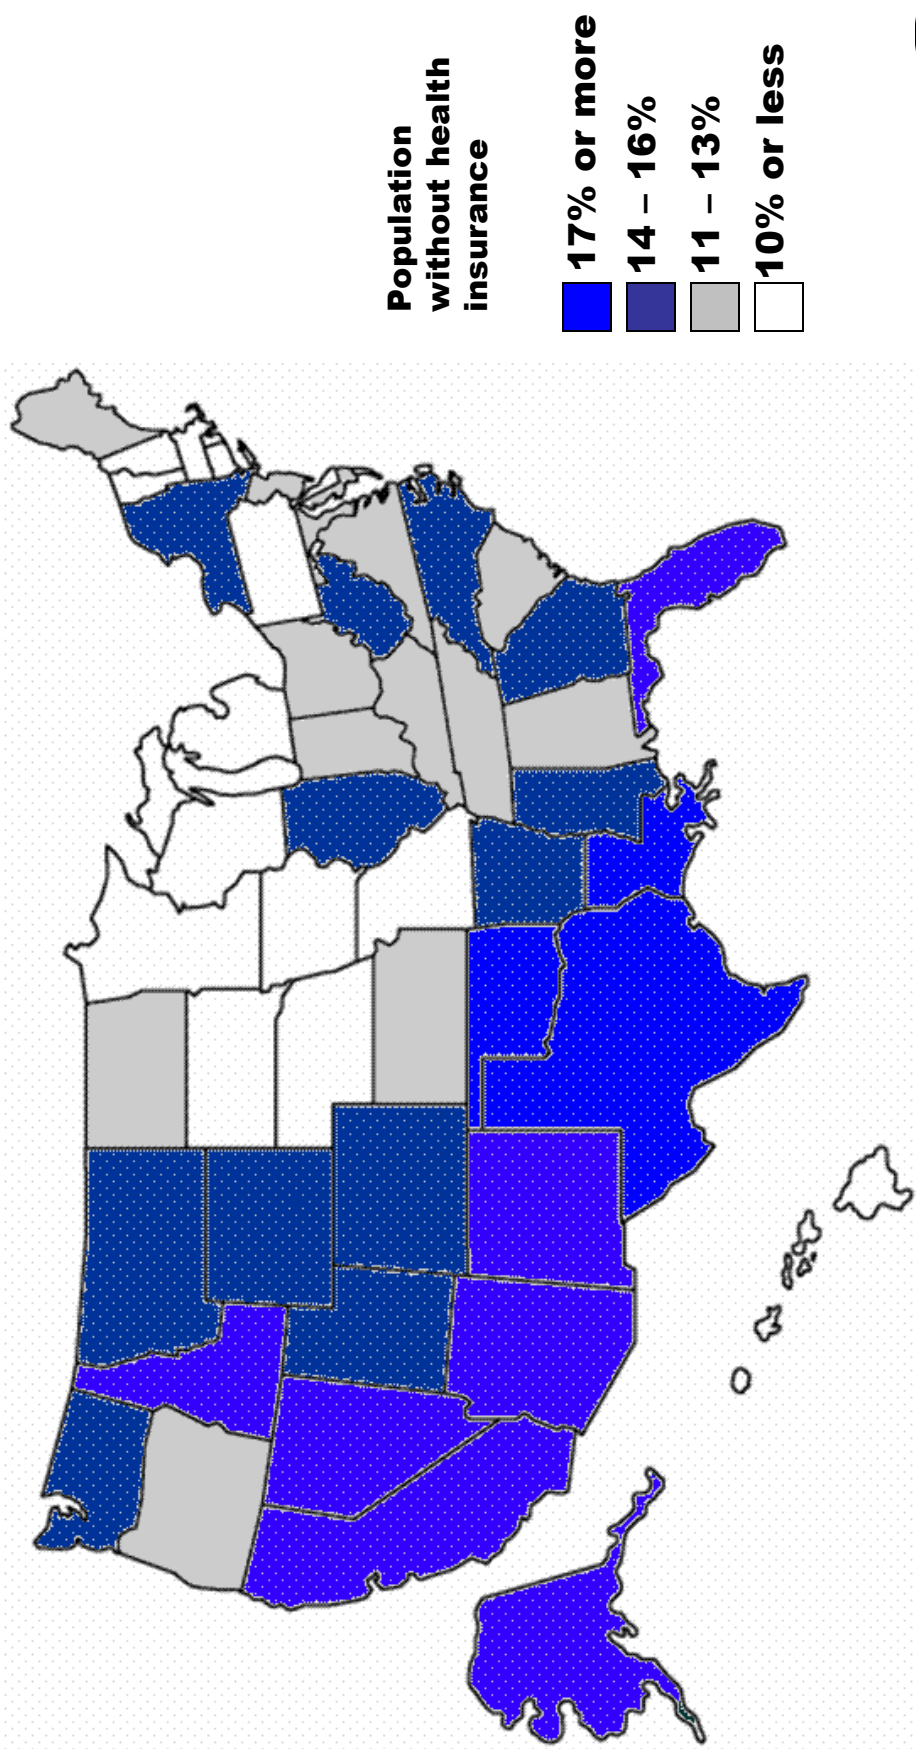 Population
without health
insurance
17% or more
14 – 16%
11 – 13%
10% or less